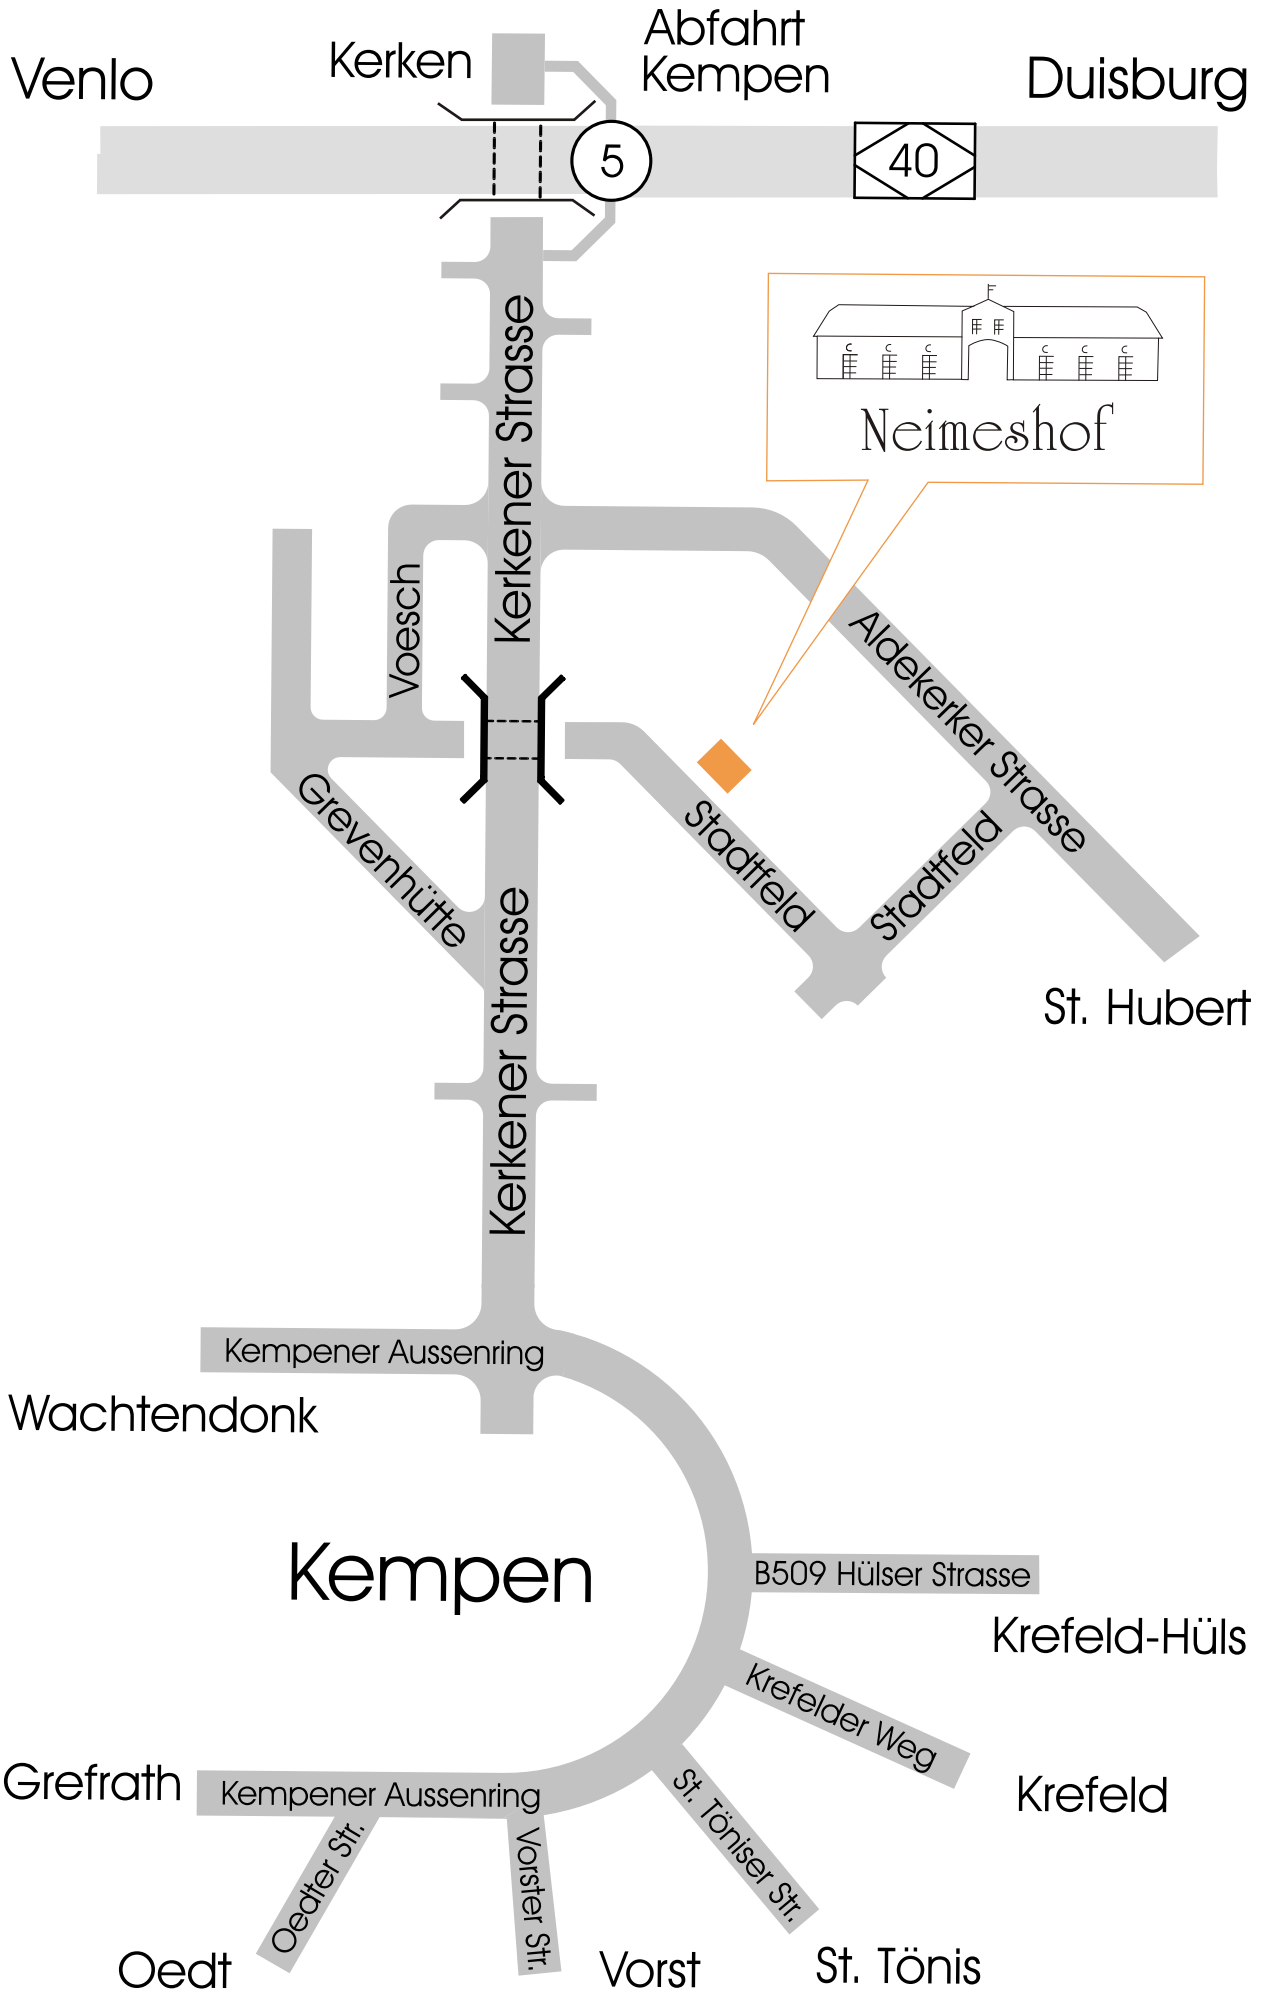 Abfahrt
Kempen
Kerken
Venlo
Duisburg
5
40
Neimeshof
Kerkener Strasse
Voesch
Aldekerker Strasse
Grevenhütte
Stadtfeld
Stadtfeld
Kerkener Strasse
St. Hubert
Kempener Aussenring
Wachtendonk
Kempen
B509 Hülser Strasse
Krefeld-Hüls
Krefelder Weg
Krefeld
Grefrath
Kempener Aussenring
St. Töniser Str.
Oedter Str.
Vorster Str.
Oedt
Vorst
St. Tönis